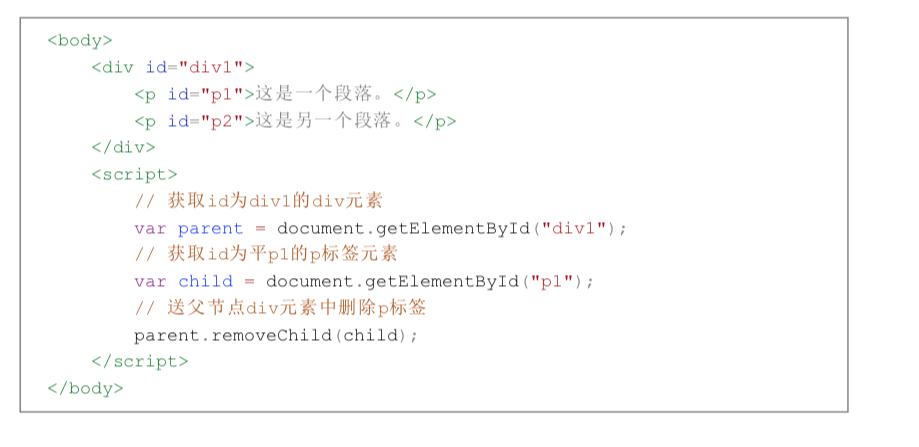 <body>
<div id="div1">
<p id="p1">这是一个段落。</p>
<p id="p2">这是另一个段落。</p>
</div>
<script>
// 获取id为div1的div元素
var parent = document.getElementById("div1");
// 获取id为平p1的p标签元素
var child = document.getElementById("p1");
// 送父节点div元素中删除p标签
parent.removeChild(child);
</script>
</body>